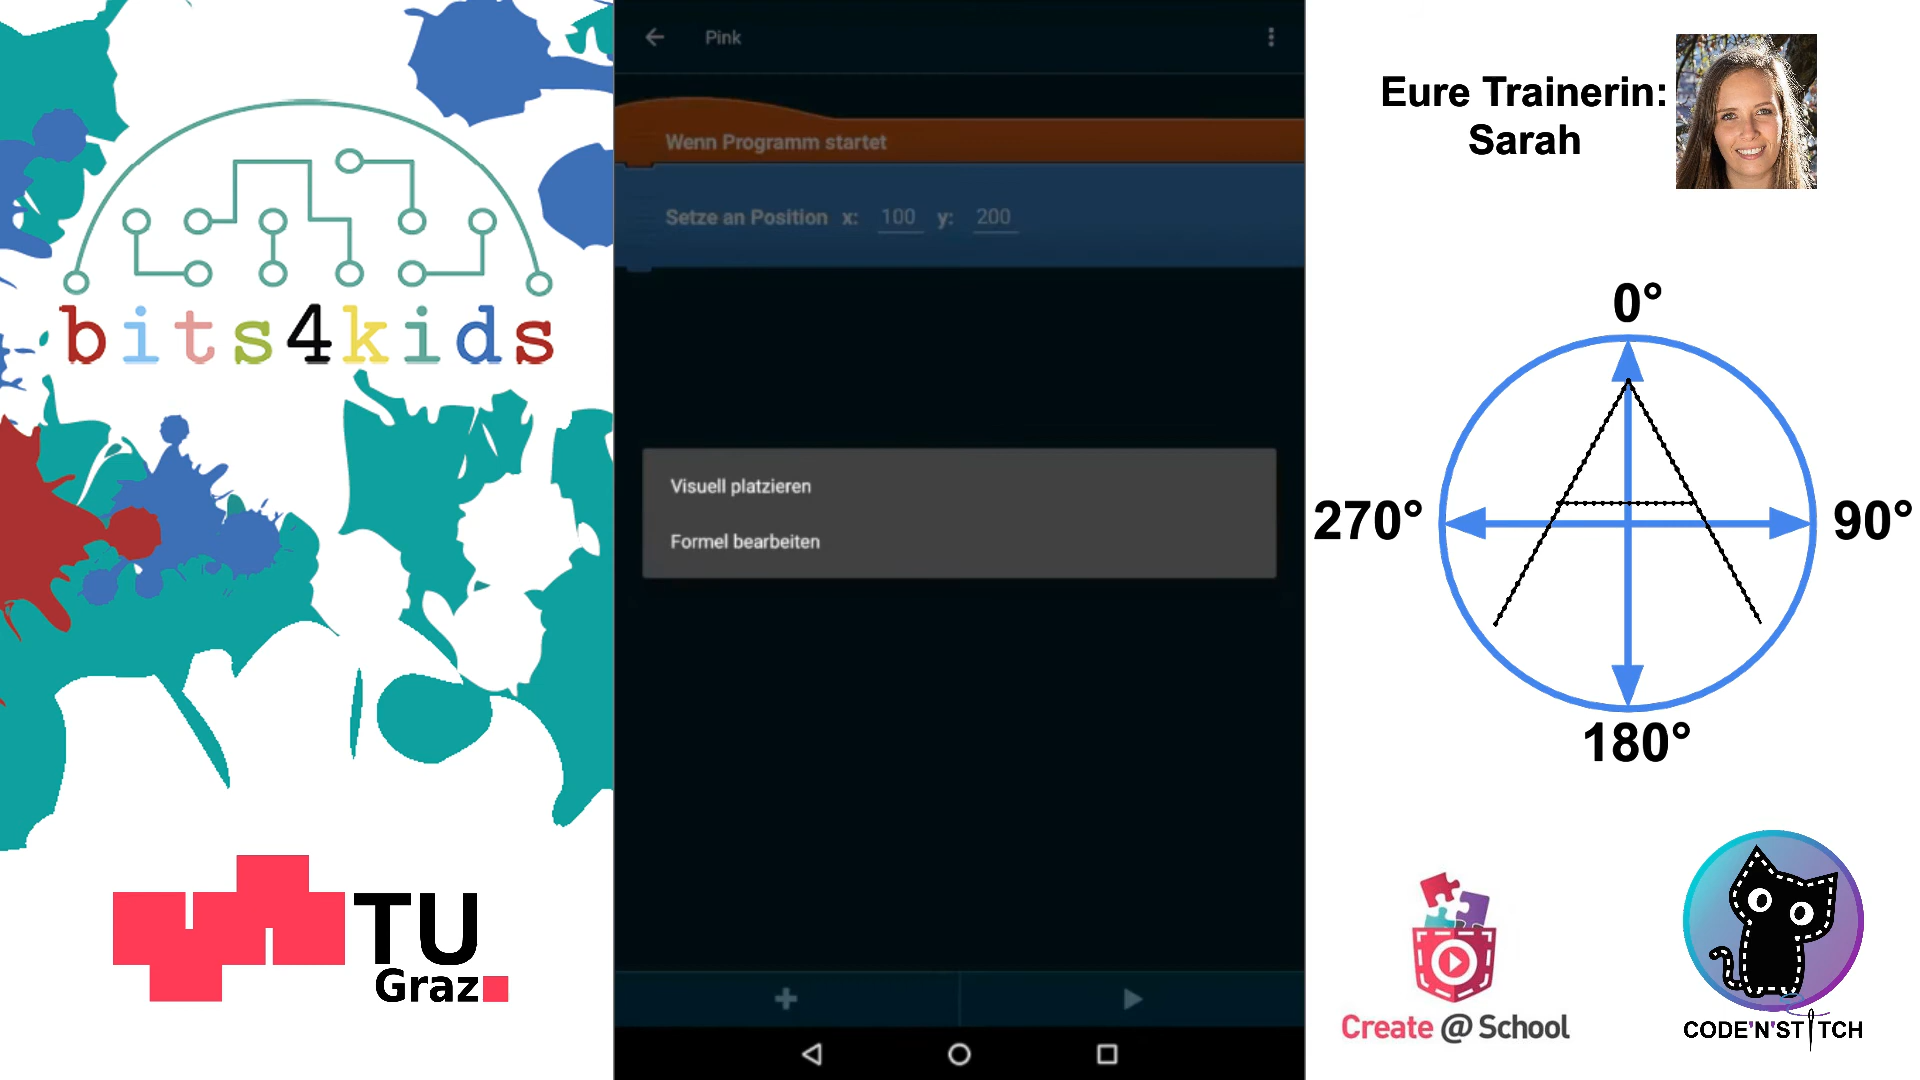 bits4kids
TU
Graz
Pink
Wenn Programm startet
Setze an Position x: 100 y: 200
Visuell platzieren
Formel bearbeiten
Eure Trainerin:
Sarah
0°
270°
90°
180°
Create @ School
CODE'N'STITCH